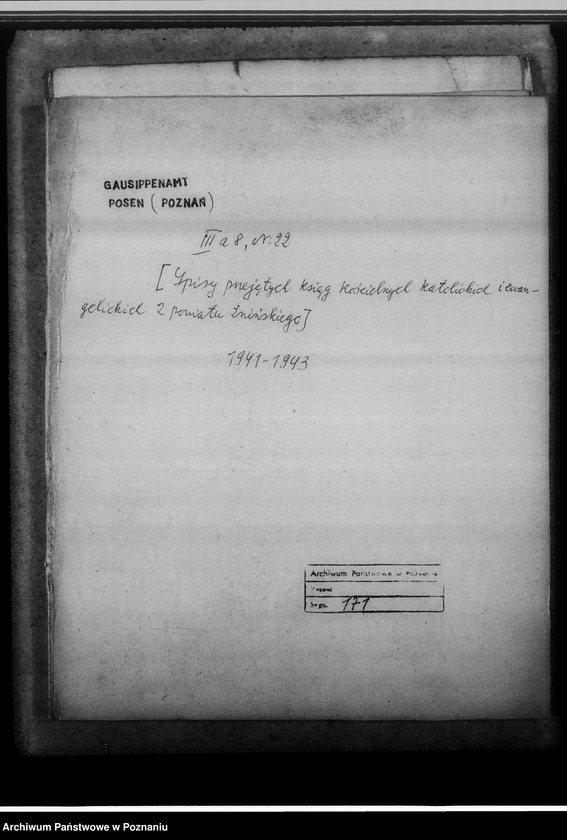 GAUSIPPENAMT
POSEN (POZNAŃ)
III a 8, Nr. 22
[Spisy przejętych ksiąg kościelnych katolickich i ewan-
gelickich z powiatu żnińskiego]
1941-1943
Archiwum Państwowe w Poznaniu
Zespół
Sygn. 171
Archiwum Państwowe w Poznaniu